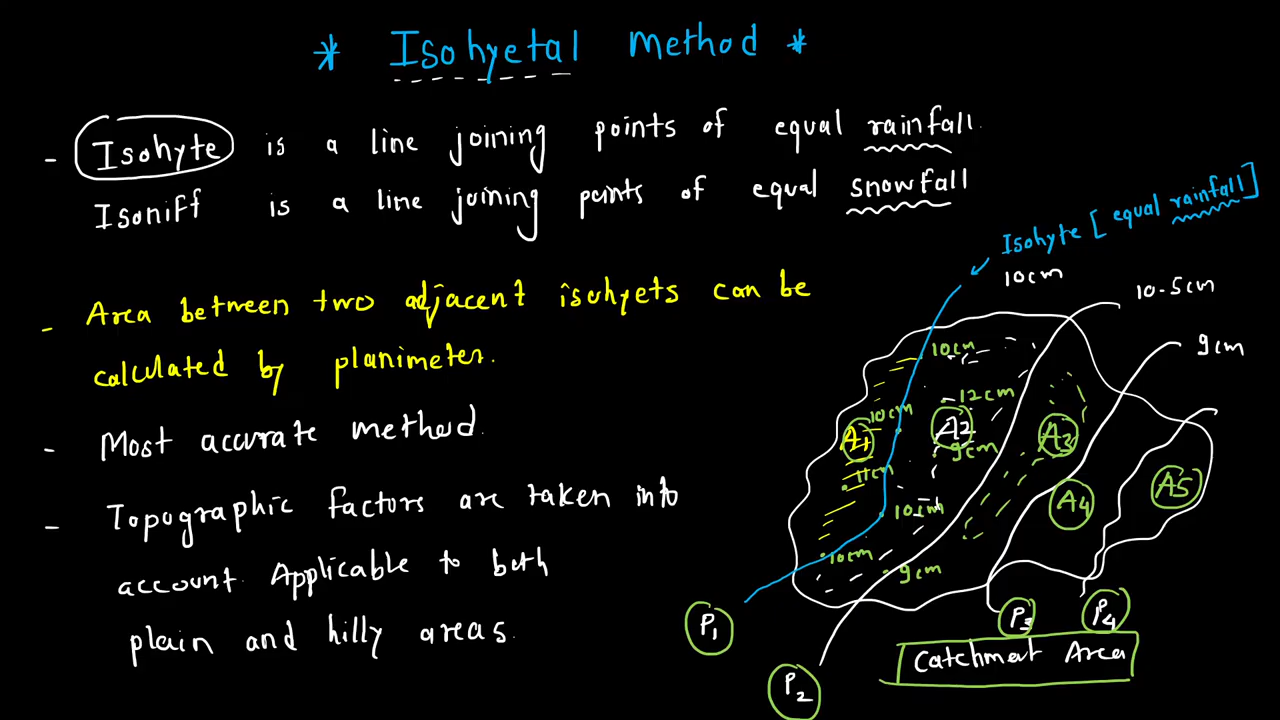 * Isohyetal Method *
- Isohyte is a line joining points of equal rainfall.
Isoniff is a line joining points of equal snowfall
Isohyte [equal rainfall]
10cm
10.5cm
9cm
- Area between two adjacent isohyets can be
calculated by planimeter.
- Most accurate method.
- Topographic factors are taken into
account. Applicable to both
plain and hilly areas.
10cm
12cm
10cm
A1
A2
A3
9cm
11cm
A4
A5
10cm
10cm
9cm
P1
P2
P3
P4
Catchment Area